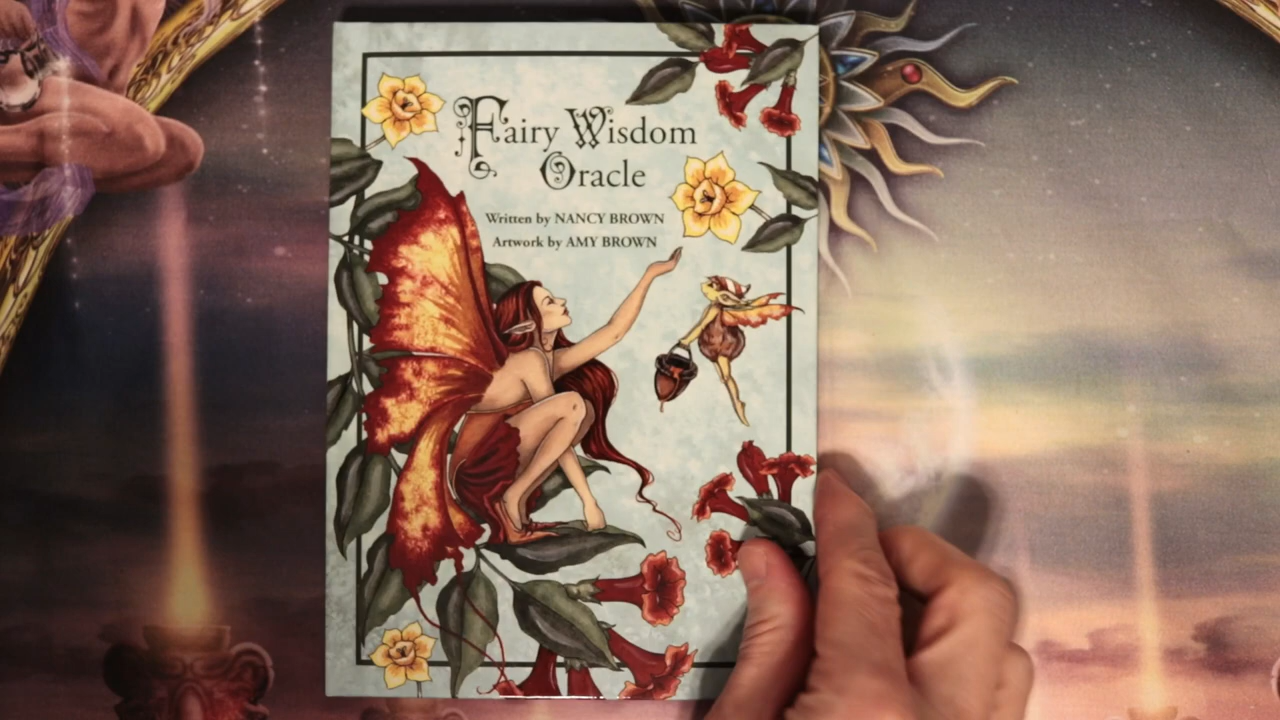 Fairy Wisdom
Oracle
Written by NANCY BROWN
Artwork by AMY BROWN